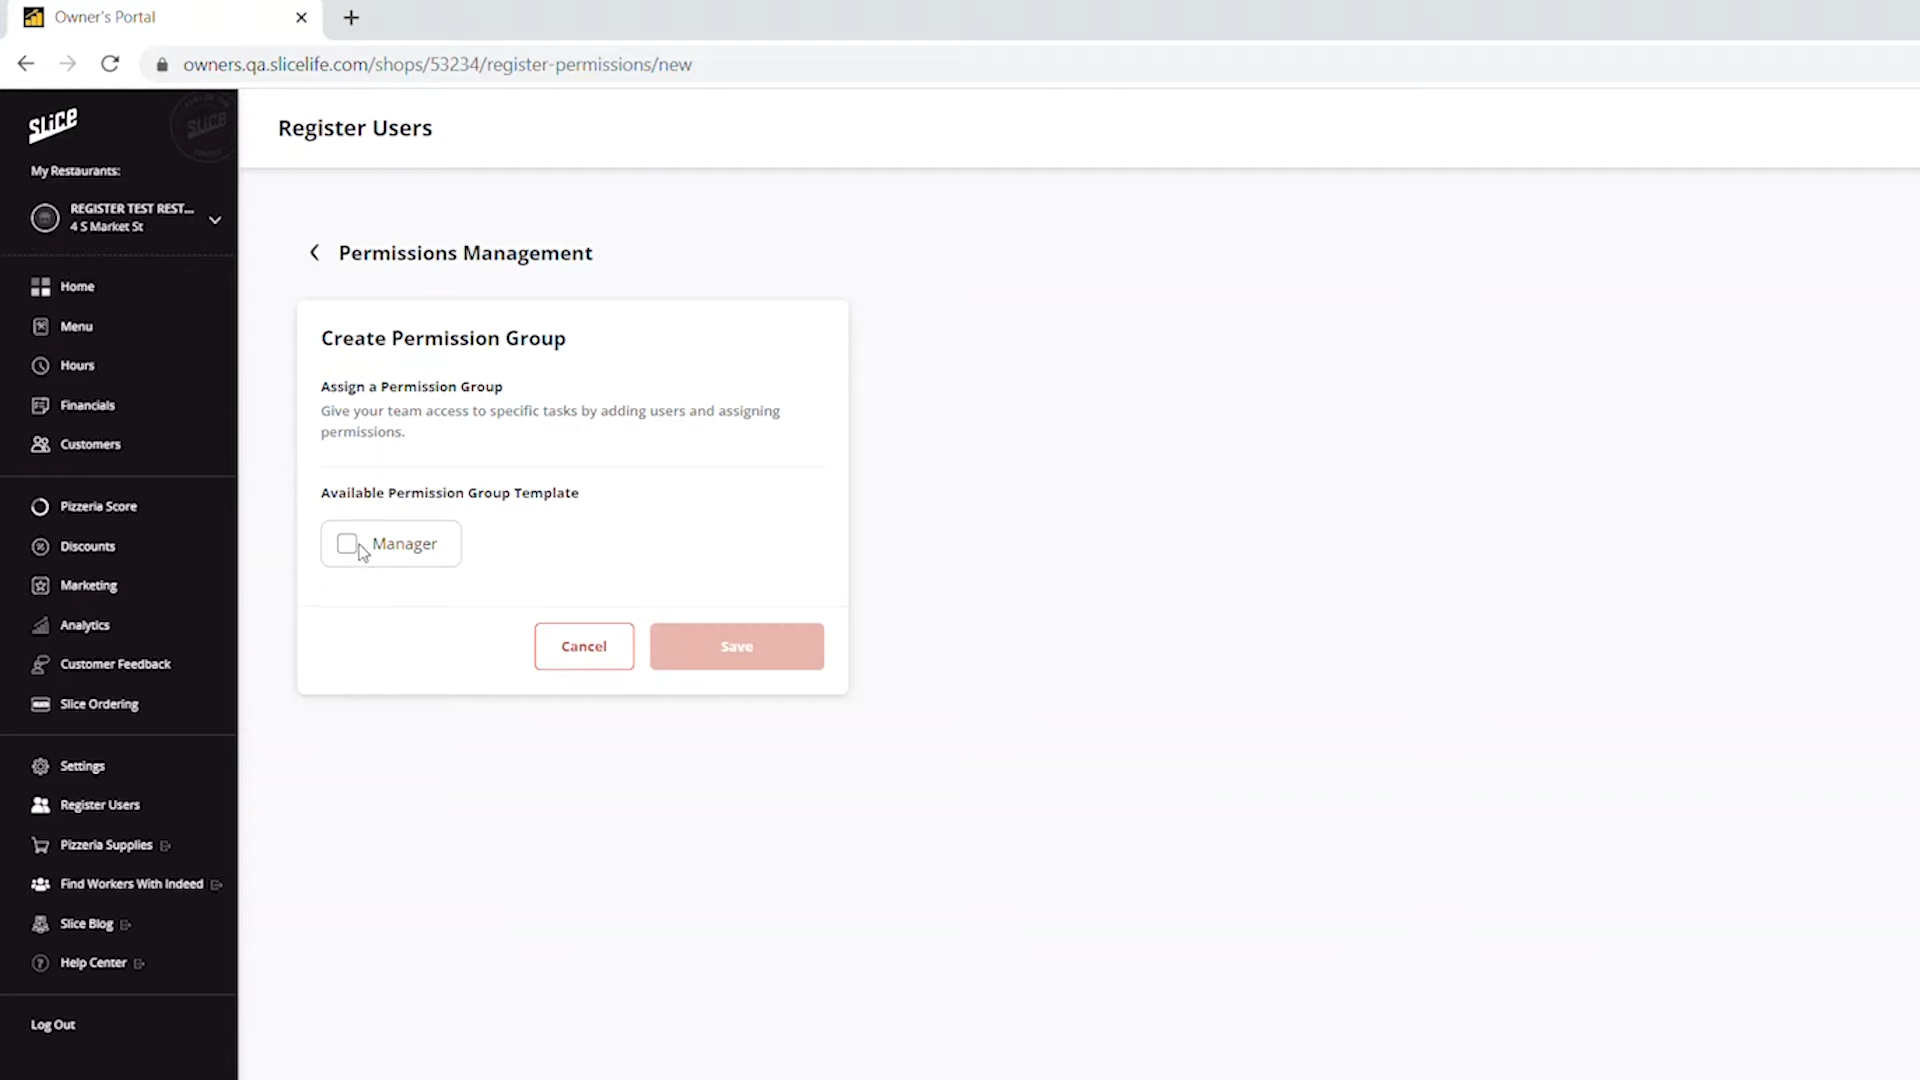 Owner's Portal
owners.qa.slicelife.com/shops/53234/register-permissions/new
SLICE
SLICE
My Restaurants:
REGISTER TEST REST...
4 S Market St
Home
Menu
Hours
Financials
Customers
Pizzeria Score
Discounts
Marketing
Analytics
Customer Feedback
Slice Ordering
Settings
Register Users
Pizzeria Supplies
Find Workers With Indeed
Slice Blog
Help Center
Log Out
Register Users
Permissions Management
Create Permission Group
Assign a Permission Group
Give your team access to specific tasks by adding users and assigning
permissions.
Available Permission Group Template
Manager
Cancel
Save